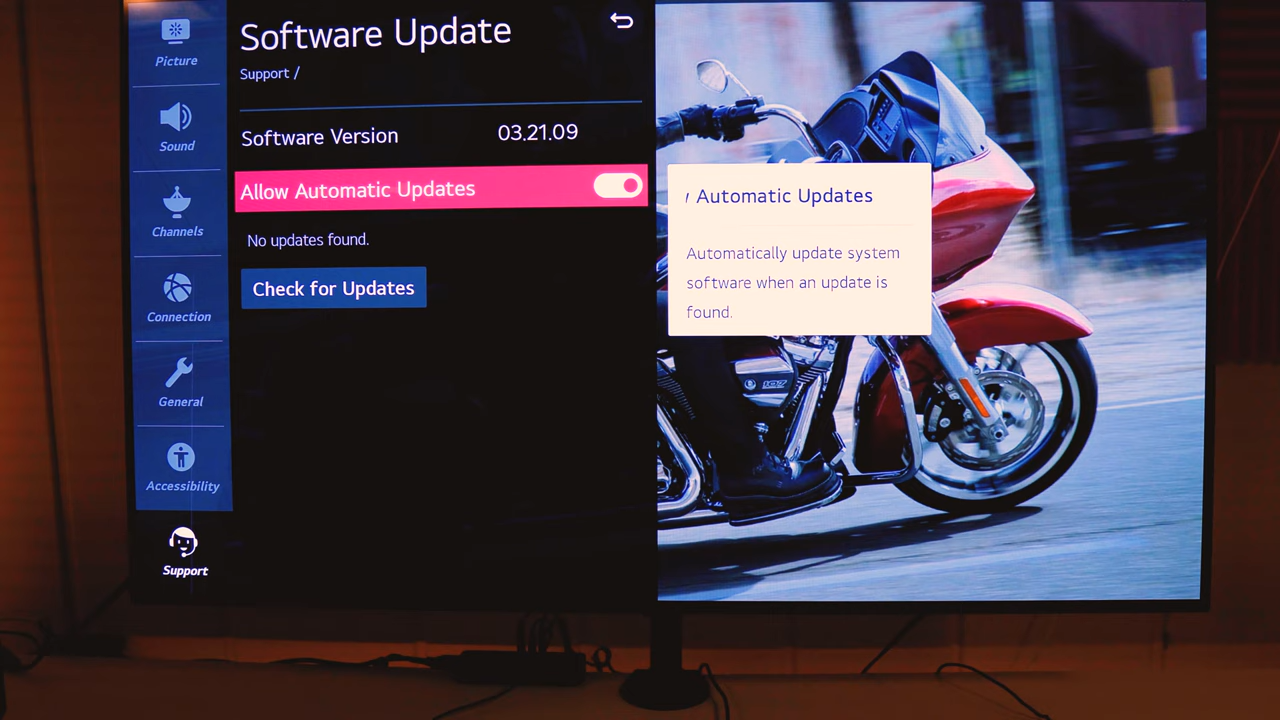 Picture
Sound
Channels
Connection
General
Accessibility
Support
Software Update
Support /
Software Version 03.21.09
Allow Automatic Updates
No updates found.
Check for Updates
Automatic Updates
Automatically update system
software when an update is
found.
107